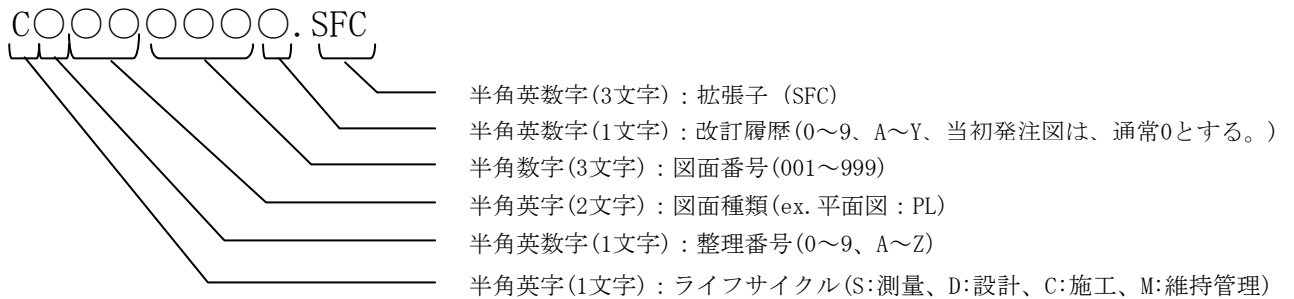 C○○○○○○○.SFC
半角英数字(3文字):拡張子 (SFC)
半角英数字(1文字):改訂履歴(0～9、A～Y、当初発注図は、通常0とする。)
半角数字(3文字):図面番号(001～999)
半角英字(2文字):図面種類(ex.平面図:PL)
半角英数字(1文字):整理番号(0～9、A～Z)
半角英字(1文字):ライフサイクル(S:測量、D:設計、C:施工、M:維持管理)